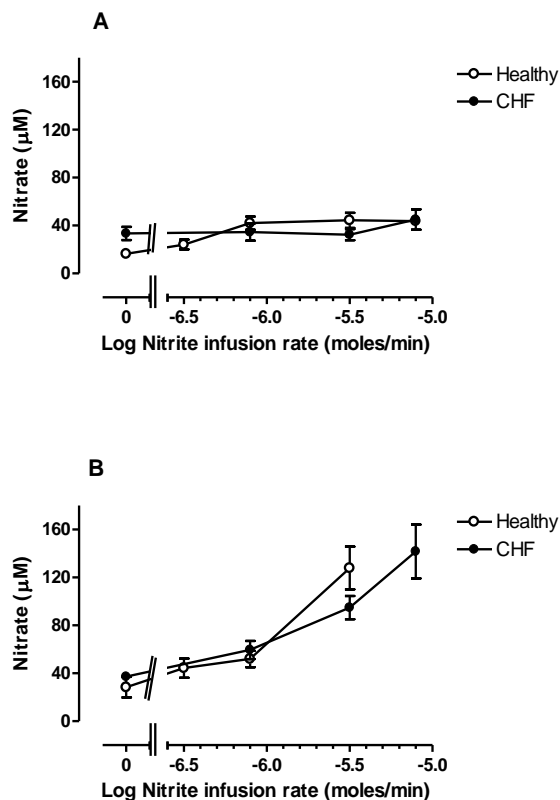 A
Healthy
CHF
Nitrate (μM)
160
120
80
40
0
0 -6.5 -6.0 -5.5 -5.0
Log Nitrite infusion rate (moles/min)
B
Healthy
CHF
Nitrate (μM)
160
120
80
40
0
0 -6.5 -6.0 -5.5 -5.0
Log Nitrite infusion rate (moles/min)